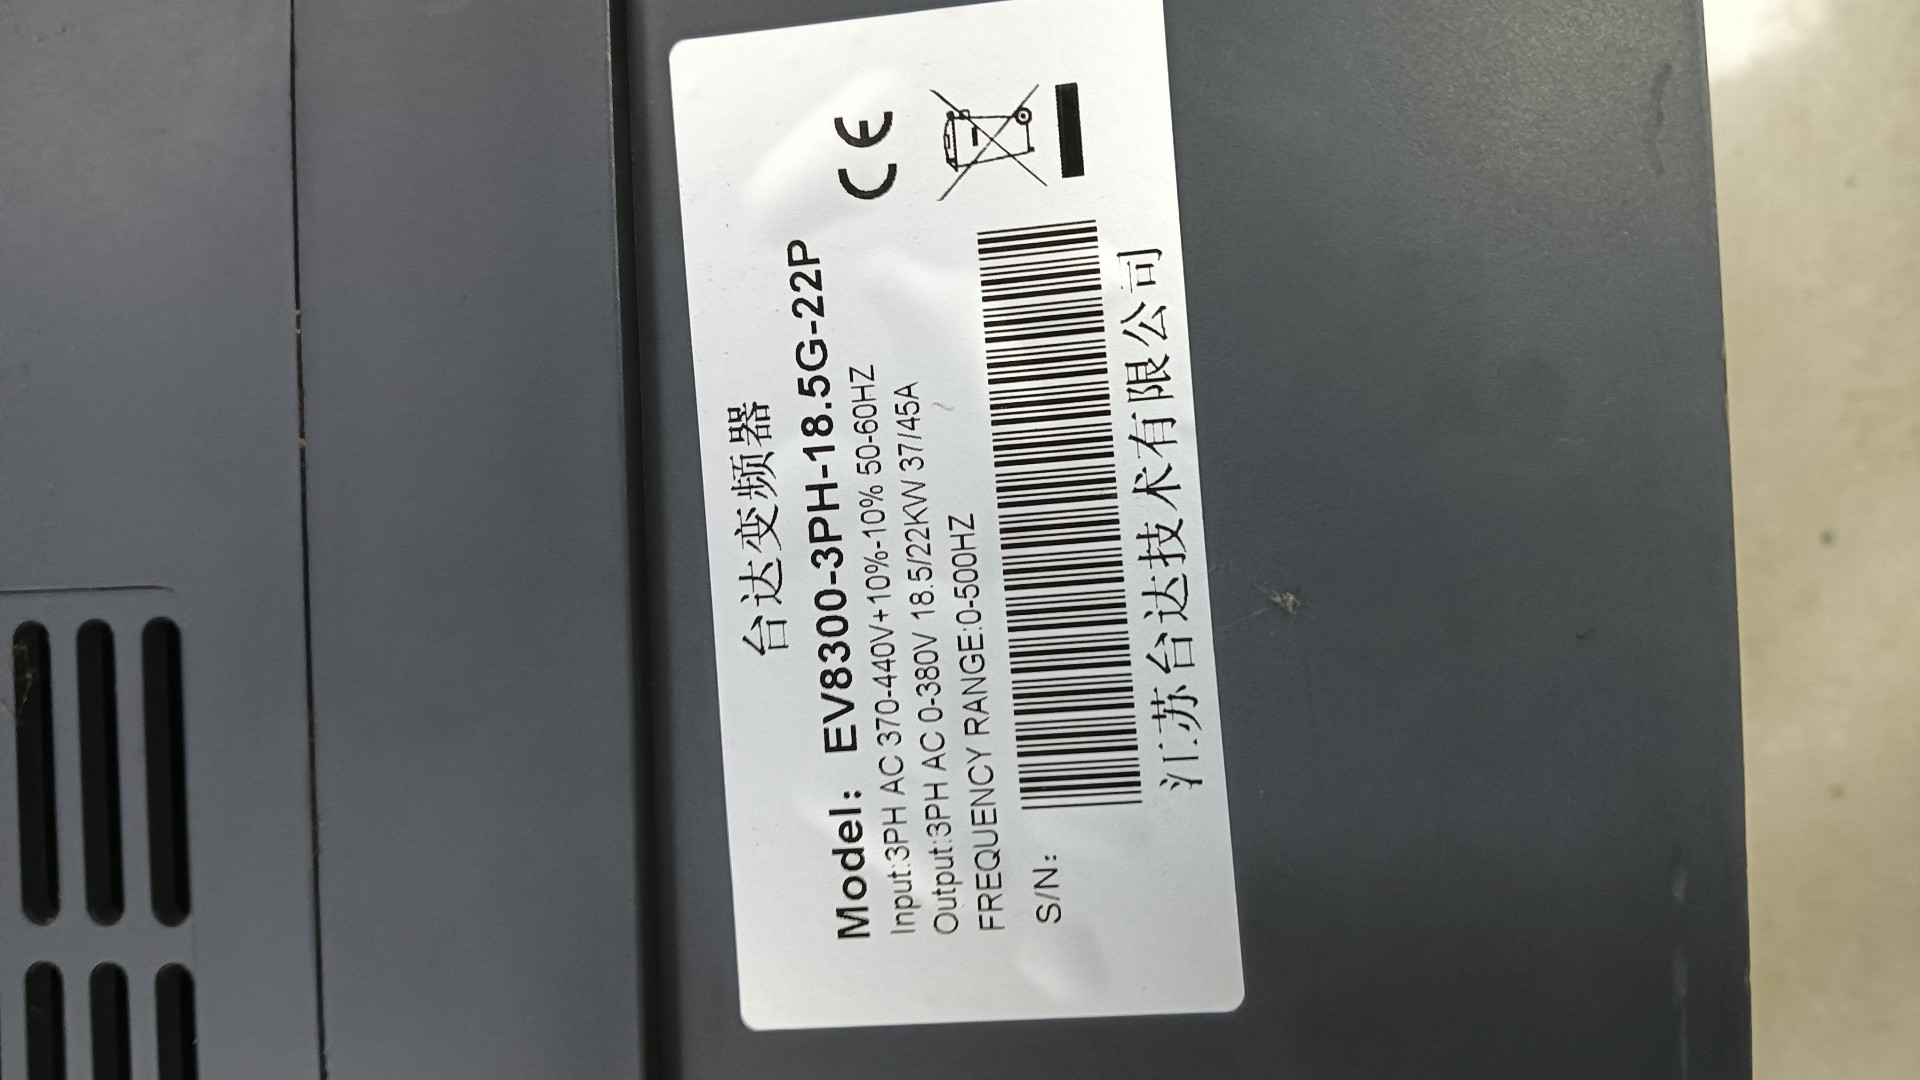 台达变频器
Model: EV8300-3PH-18.5G-22P
Input:3PH AC 370-440V+10%-10% 50-60HZ
Output:3PH AC 0-380V 18.5/22KW 37/45A
FREQUENCY RANGE:0-500HZ
S/N:
江苏台达技术有限公司
CE